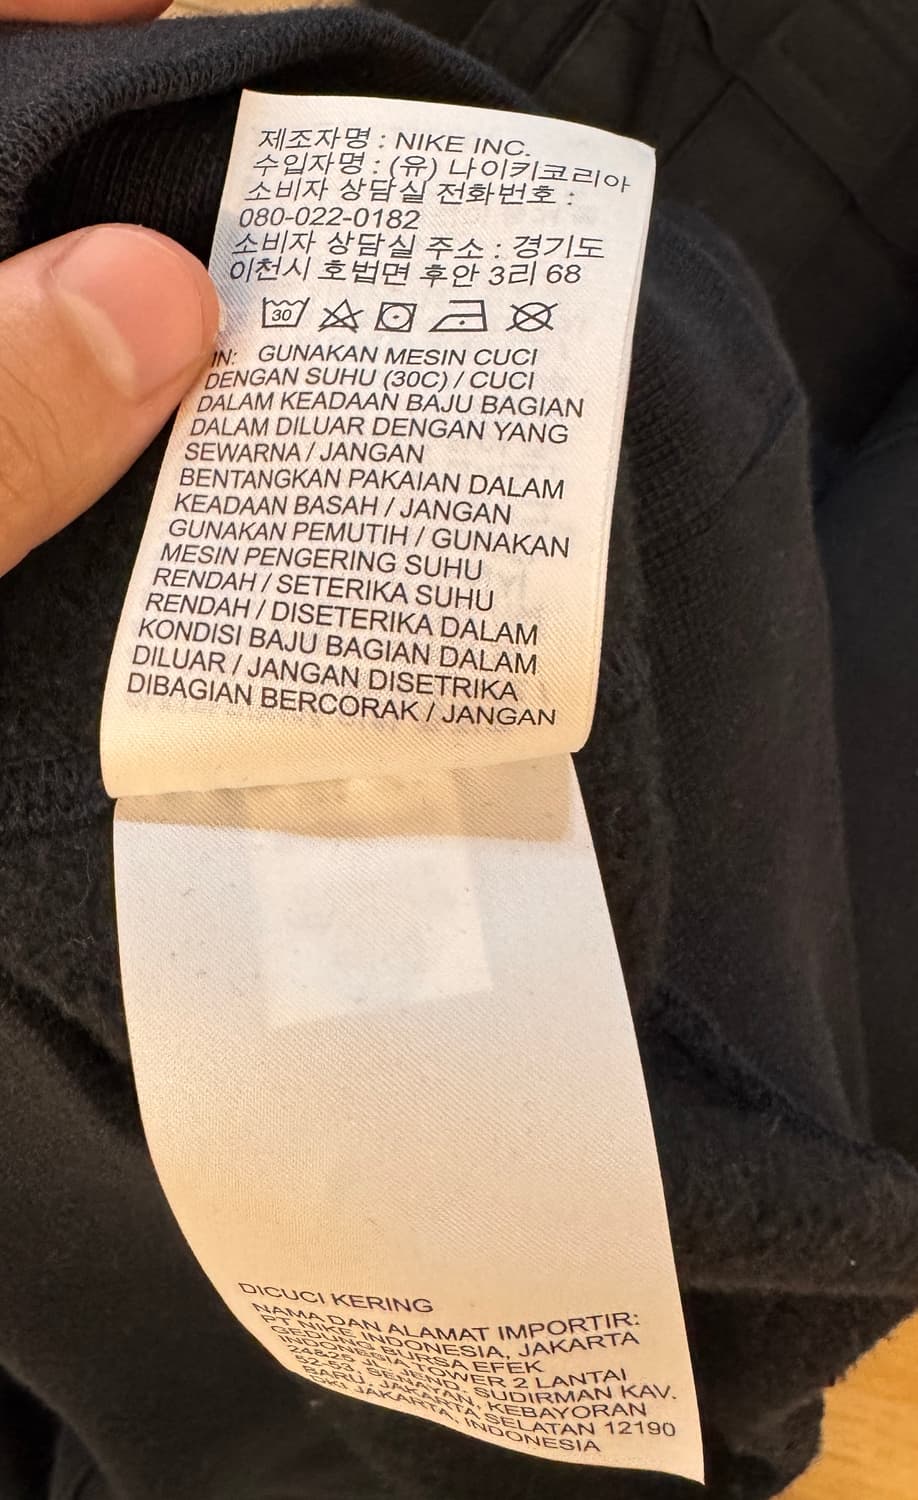 제조자명 : NIKE INC.
수입자명 : (유) 나이키코리아
소비자 상담실 전화번호 :
080-022-0182
소비자 상담실 주소 : 경기도
이천시 호법면 후안 3리 68
30
IN: GUNAKAN MESIN CUCI
DENGAN SUHU (30C) / CUCI
DALAM KEADAAN BAJU BAGIAN
DALAM DILUAR DENGAN YANG
SEWARNA / JANGAN
BENTANGKAN PAKAIAN DALAM
KEADAAN BASAH / JANGAN
GUNAKAN PEMUTIH / GUNAKAN
MESIN PENGERING SUHU
RENDAH / SETERIKA SUHU
RENDAH / DISETERIKA DALAM
KONDISI BAJU BAGIAN DALAM
DILUAR / JANGAN DISETRIKA
DIBAGIAN BERCORAK / JANGAN
DICUCI KERING
NAMA DAN ALAMAT IMPORTIR:
PT NIKE INDONESIA, JAKARTA
GEDUNG BURSA EFEK
INDONESIA,TOWER 2 LANTAI
JL. JEND. SUDIRMAN KAV.
52-53, SENAYAN, KEBAYORAN
BARU, JAKARTA SELATAN 12190
DKI JAKARTA, INDONESIA